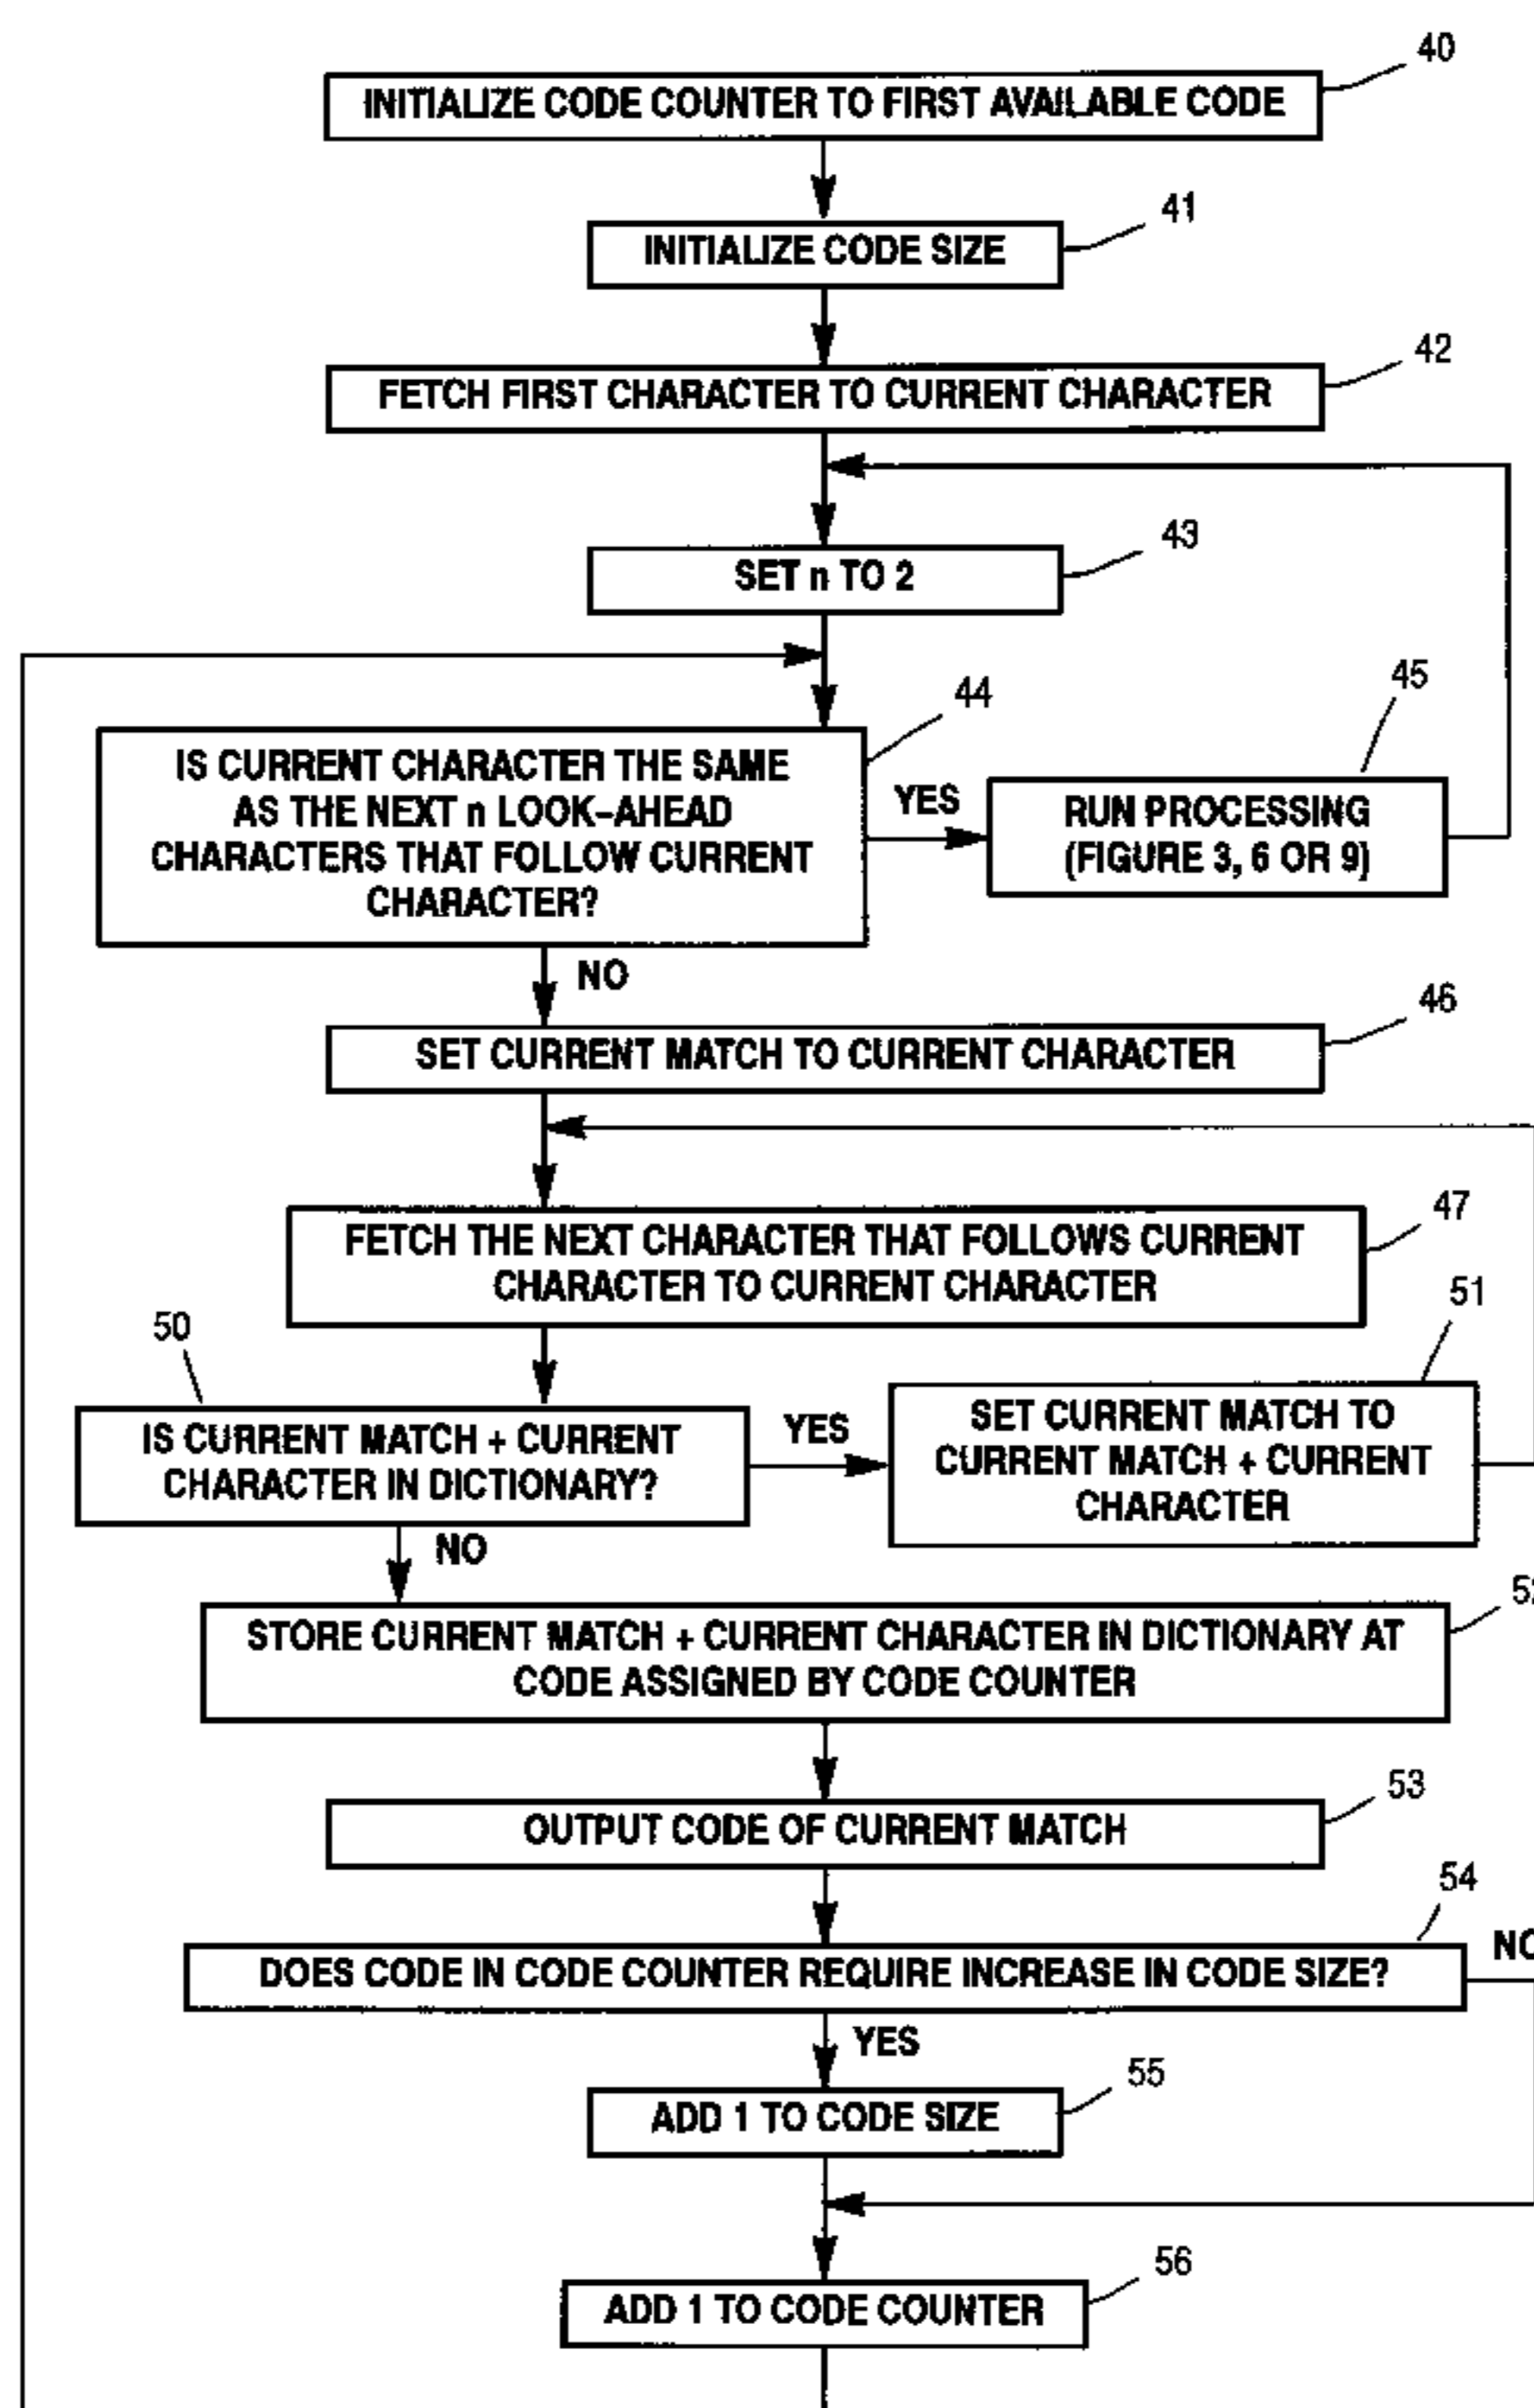 40
INITIALIZE CODE COUNTER TO FIRST AVAILABLE CODE
41
INITIALIZE CODE SIZE
42
FETCH FIRST CHARACTER TO CURRENT CHARACTER
43
SET n TO 2
44
45
IS CURRENT CHARACTER THE SAME
AS THE NEXT n LOOK-AHEAD
CHARACTERS THAT FOLLOW CURRENT
CHARACTER?
YES
RUN PROCESSING
(FIGURE 3, 6 OR 9)
NO
46
SET CURRENT MATCH TO CURRENT CHARACTER
47
FETCH THE NEXT CHARACTER THAT FOLLOWS CURRENT
CHARACTER TO CURRENT CHARACTER
50
51
IS CURRENT MATCH + CURRENT
CHARACTER IN DICTIONARY?
YES
SET CURRENT MATCH TO
CURRENT MATCH + CURRENT
CHARACTER
NO
STORE CURRENT MATCH + CURRENT CHARACTER IN DICTIONARY AT
CODE ASSIGNED BY CODE COUNTER
53
OUTPUT CODE OF CURRENT MATCH
54
DOES CODE IN CODE COUNTER REQUIRE INCREASE IN CODE SIZE?
NO
YES
55
ADD 1 TO CODE SIZE
56
ADD 1 TO CODE COUNTER